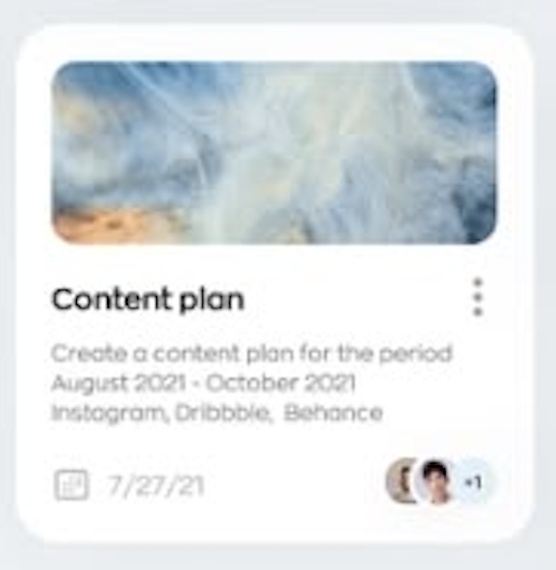 Content plan
Create a content plan for the period
August 2021 - October 2021
Instagram, Dribbble, Behance
7/27/21
+1